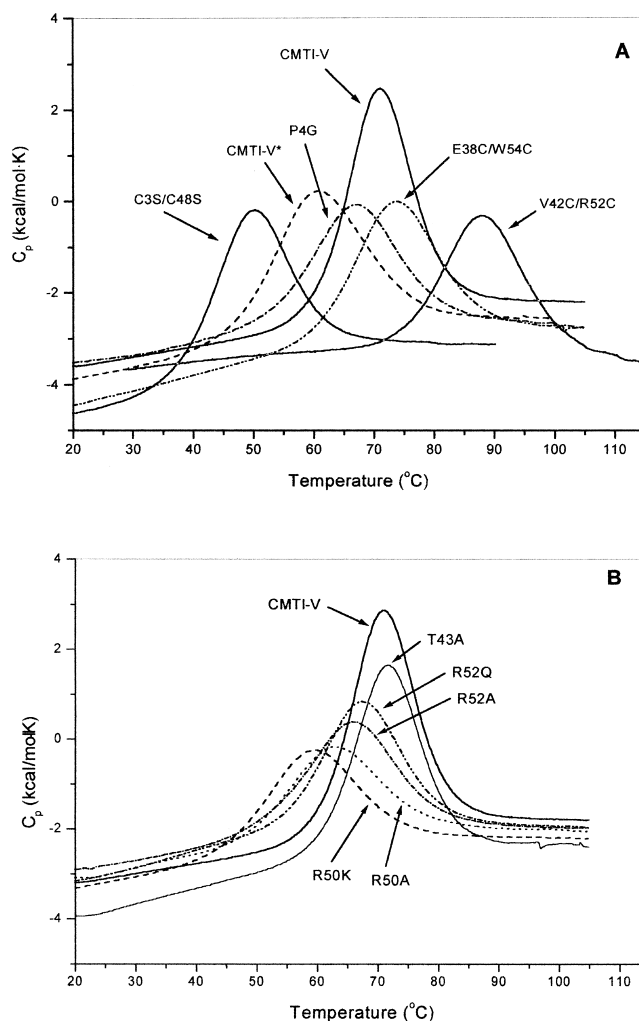 A
CMTI-V
P4G
CMTI-V*
E38C/W54C
C3S/C48S
V42C/R52C
4
2
0
-2
-4
Cp (kcal/mol·K)
20 30 40 50 60 70 80 90 100 110
Temperature (°C)
B
CMTI-V
T43A
R52Q
R52A
R50K
R50A
4
2
0
-2
-4
Cp (kcal/molK)
20 30 40 50 60 70 80 90 100 110
Temperature (°C)